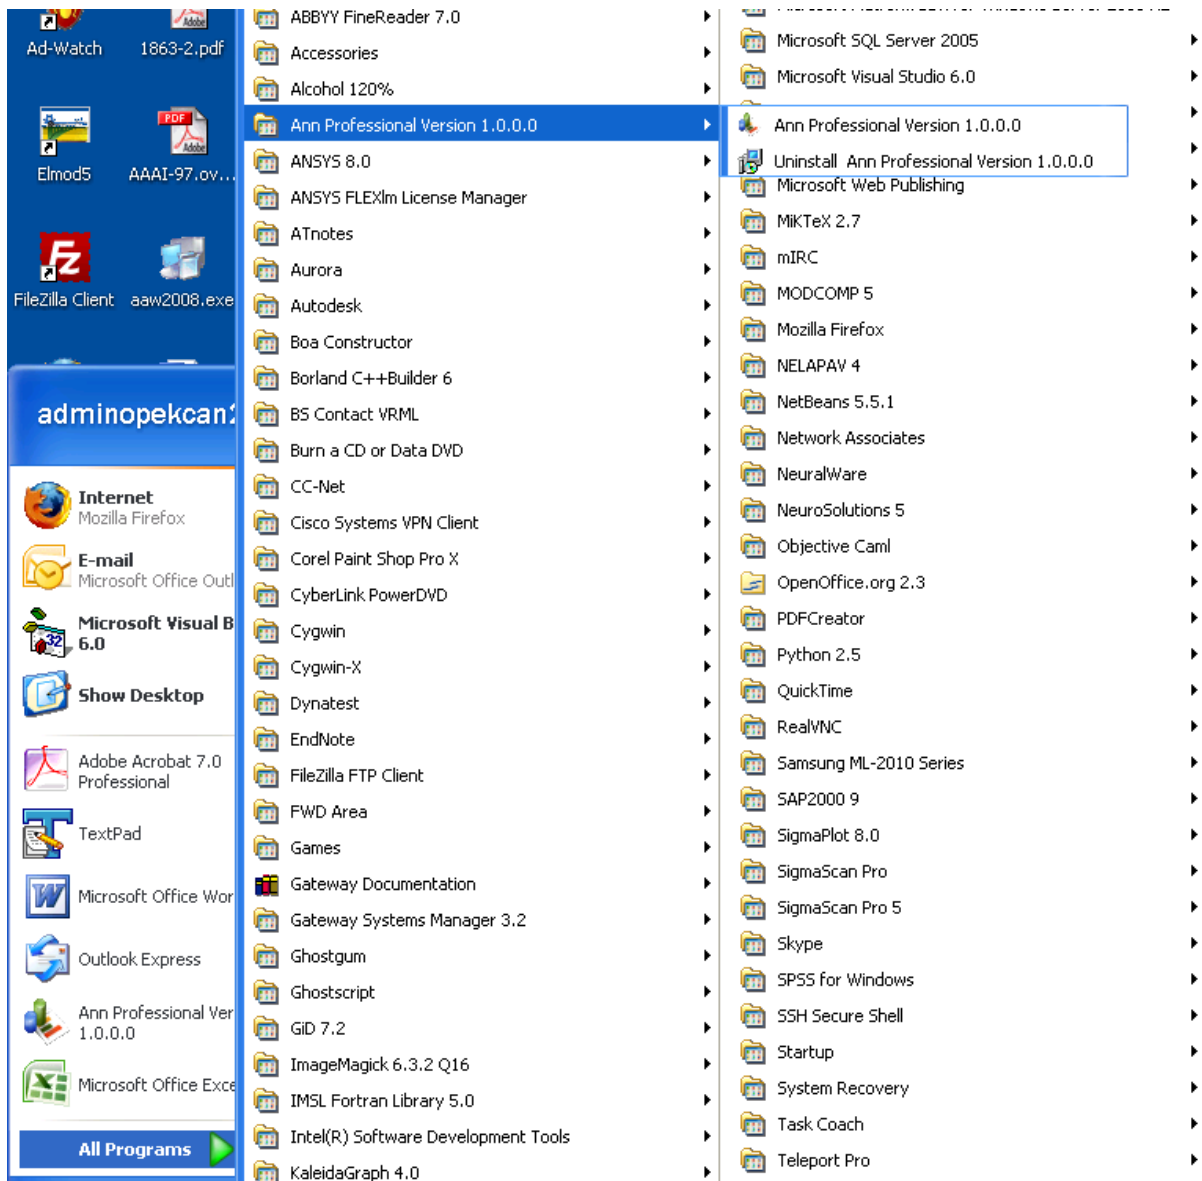 Ad-Watch
1863-2.pdf
Elmod5
AAAI-97.ov...
FileZilla Client
aaw2008.exe
adminopekcan2
Internet
Mozilla Firefox
E-mail
Microsoft Office Outl
Microsoft Visual B
6.0
Show Desktop
Adobe Acrobat 7.0
Professional
TextPad
Microsoft Office Wor
Outlook Express
Ann Professional Ver
1.0.0.0
Microsoft Office Exce
All Programs
ABBYY FineReader 7.0
Accessories
Alcohol 120%
Ann Professional Version 1.0.0.0
ANSYS 8.0
ANSYS FLEXlm License Manager
ATnotes
Aurora
Autodesk
Boa Constructor
Borland C++Builder 6
BS Contact VRML
Burn a CD or Data DVD
CC-Net
Cisco Systems VPN Client
Corel Paint Shop Pro X
CyberLink PowerDVD
Cygwin
Cygwin-X
Dynatest
EndNote
FileZilla FTP Client
FWD Area
Games
Gateway Documentation
Gateway Systems Manager 3.2
Ghostgum
Ghostscript
GiD 7.2
ImageMagick 6.3.2 Q16
IMSL Fortran Library 5.0
Intel(R) Software Development Tools
KaleidaGraph 4.0
Microsoft SQL Server 2005
Microsoft Visual Studio 6.0
Ann Professional Version 1.0.0.0
Uninstall Ann Professional Version 1.0.0.0
Microsoft Web Publishing
MiKTeX 2.7
mIRC
MODCOMP 5
Mozilla Firefox
NELAPAV 4
NetBeans 5.5.1
Network Associates
NeuralWare
NeuroSolutions 5
Objective Caml
OpenOffice.org 2.3
PDFCreator
Python 2.5
QuickTime
RealVNC
Samsung ML-2010 Series
SAP2000 9
SigmaPlot 8.0
SigmaScan Pro
SigmaScan Pro 5
Skype
SPSS for Windows
SSH Secure Shell
Startup
System Recovery
Task Coach
Teleport Pro